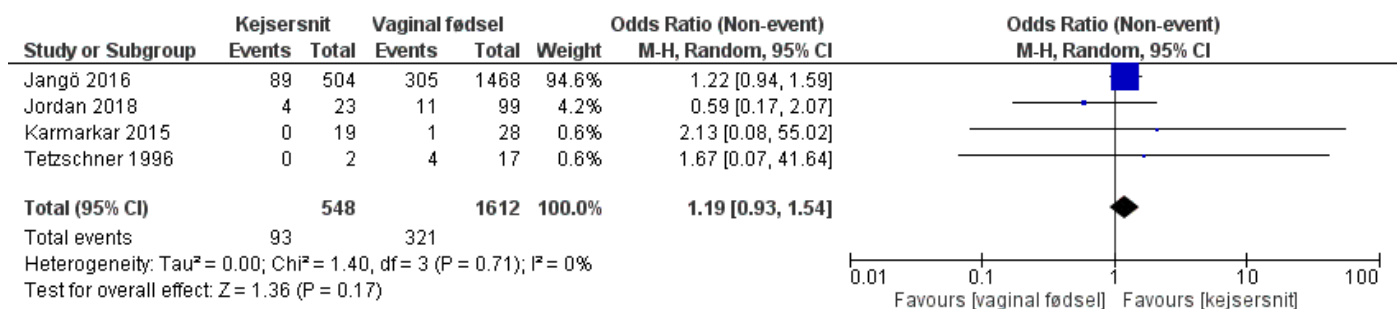 Kejsersnit Vaginal fødsel Odds Ratio (Non-event) Odds Ratio (Non-event)
Study or Subgroup Events Total Events Total Weight M-H, Random, 95% CI M-H, Random, 95% CI
Jangö 2016 89 504 305 1468 94.6% 1.22 [0.94, 1.59]
Jordan 2018 4 23 11 99 4.2% 0.59 [0.17, 2.07]
Karmarkar 2015 0 19 1 28 0.6% 2.13 [0.08, 55.02]
Tetzschner 1996 0 2 4 17 0.6% 1.67 [0.07, 41.64]
Total (95% CI) 548 1612 100.0% 1.19 [0.93, 1.54]
Total events 93 321
Heterogeneity: Tau² = 0.00; Chi² = 1.40, df = 3 (P = 0.71); I² = 0%
Test for overall effect: Z = 1.36 (P = 0.17)
0.01 0.1 1 10 100
Favours [vaginal fødsel] Favours [kejsersnit]